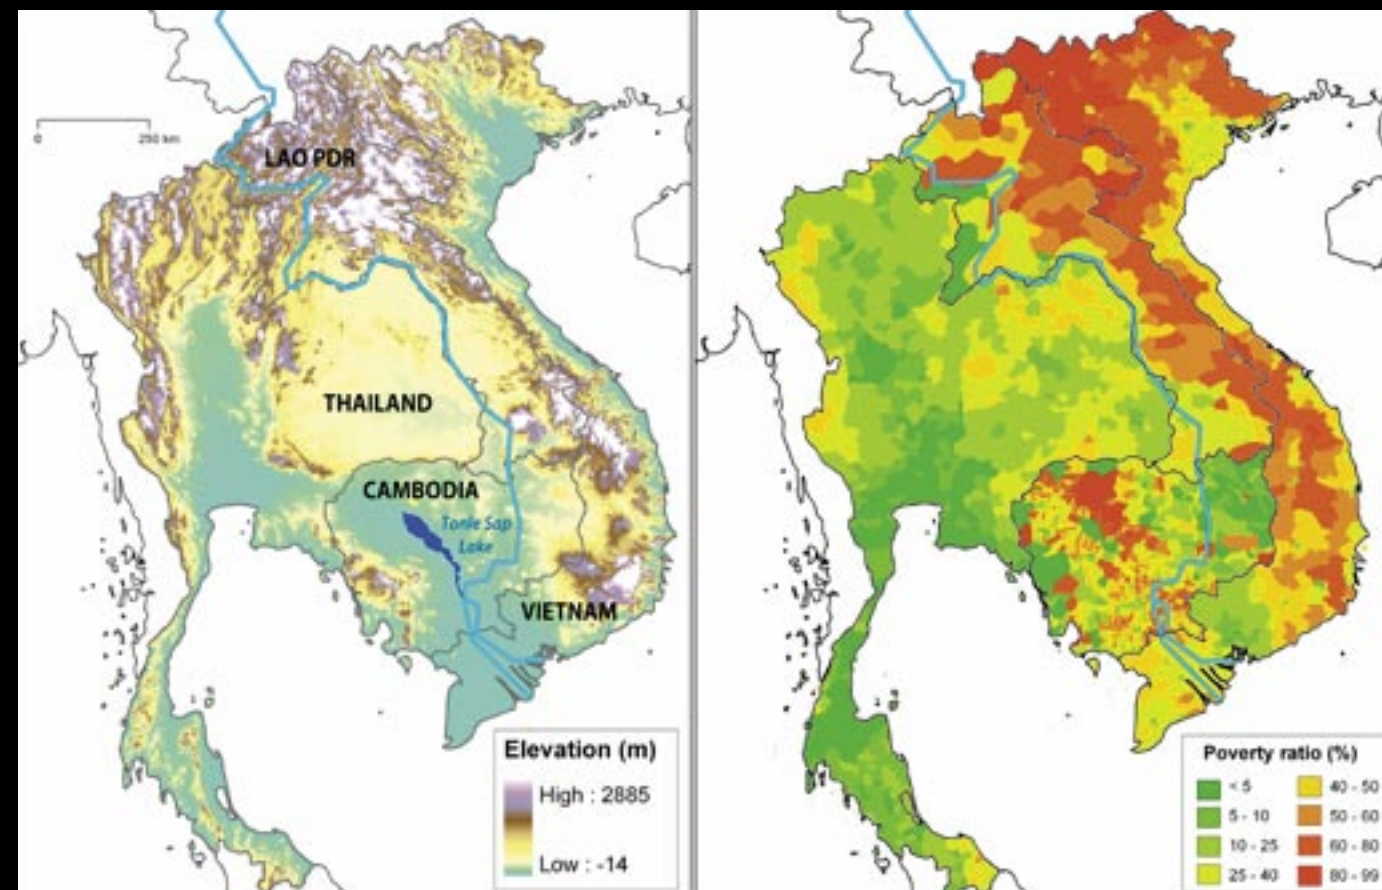 0 250 km
LAO PDR
THAILAND
CAMBODIA
Tonle Sap
Lake
VIETNAM
Elevation (m)
High : 2885
Low : -14
Poverty ratio (%)
< 5
5 - 10
10 - 25
25 - 40
40 - 50
50 - 60
60 - 80
80 - 99